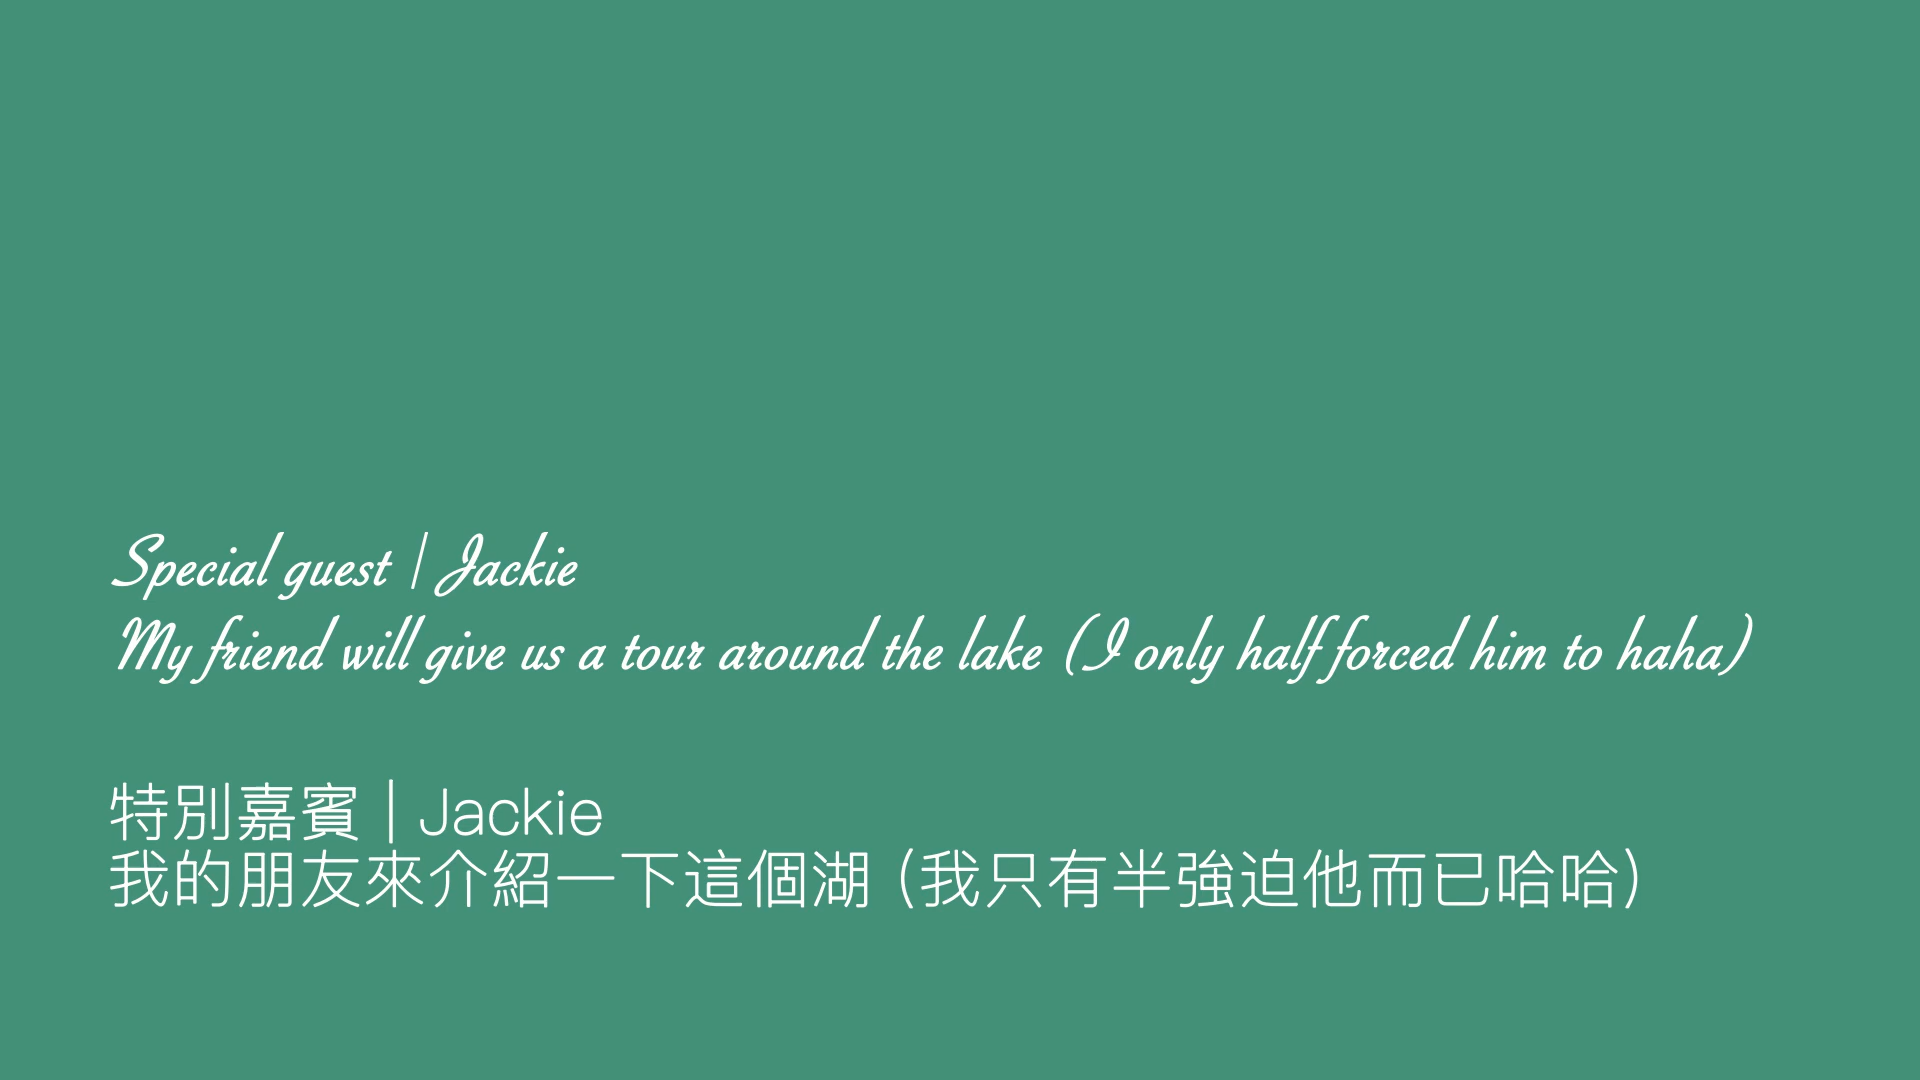 Special guest | Jackie
My friend will give us a tour around the lake (I only half forced him to haha)
特別嘉賓 | Jackie
我的朋友來介紹一下這個湖 (我只有半強迫他而已哈哈)